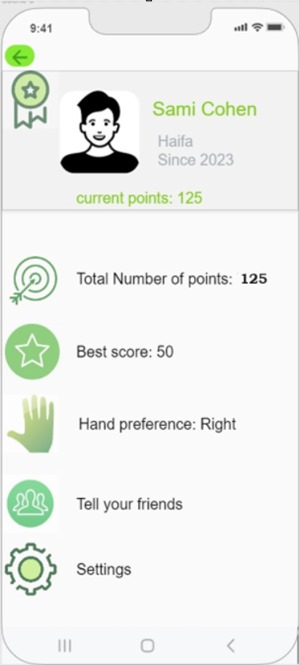 9:41
Sami Cohen
Haifa
Since 2023
current points: 125
Total Number of points: 125
Best score: 50
Hand preference: Right
Tell your friends
Settings